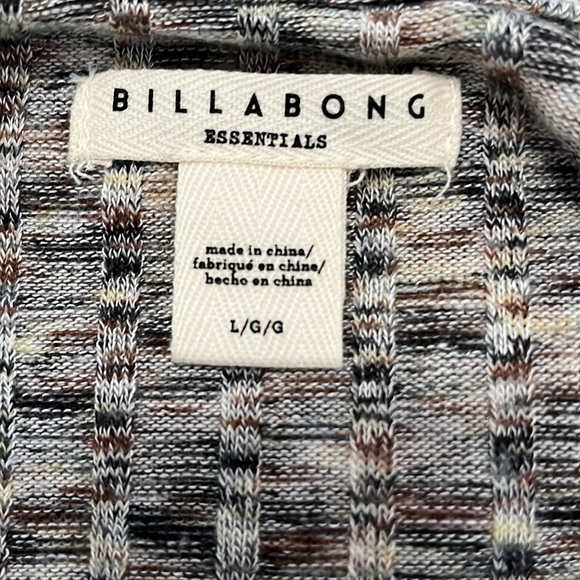 BILLABONG
ESSENTIALS
made in china/
fabriqué en chine/
hecho en china
L/G/G